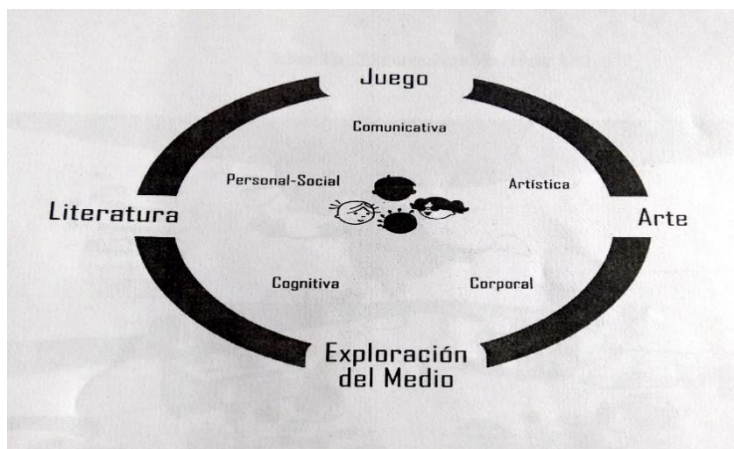 Juego
Comunicativa
Personal-Social
Artística
Literatura
Arte
Cognitiva
Corporal
Exploración
del Medio